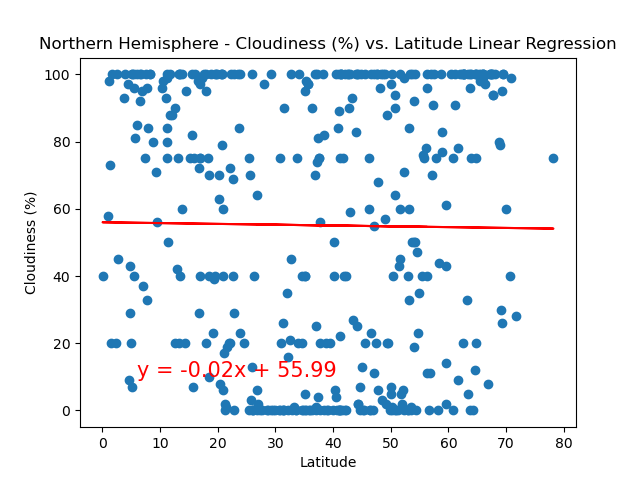 Northern Hemisphere - Cloudiness (%) vs. Latitude Linear Regression
100
80
60
40
20
0
Cloudiness (%)
y = -0.02x + 55.99
0 10 20 30 40 50 60 70 80
Latitude